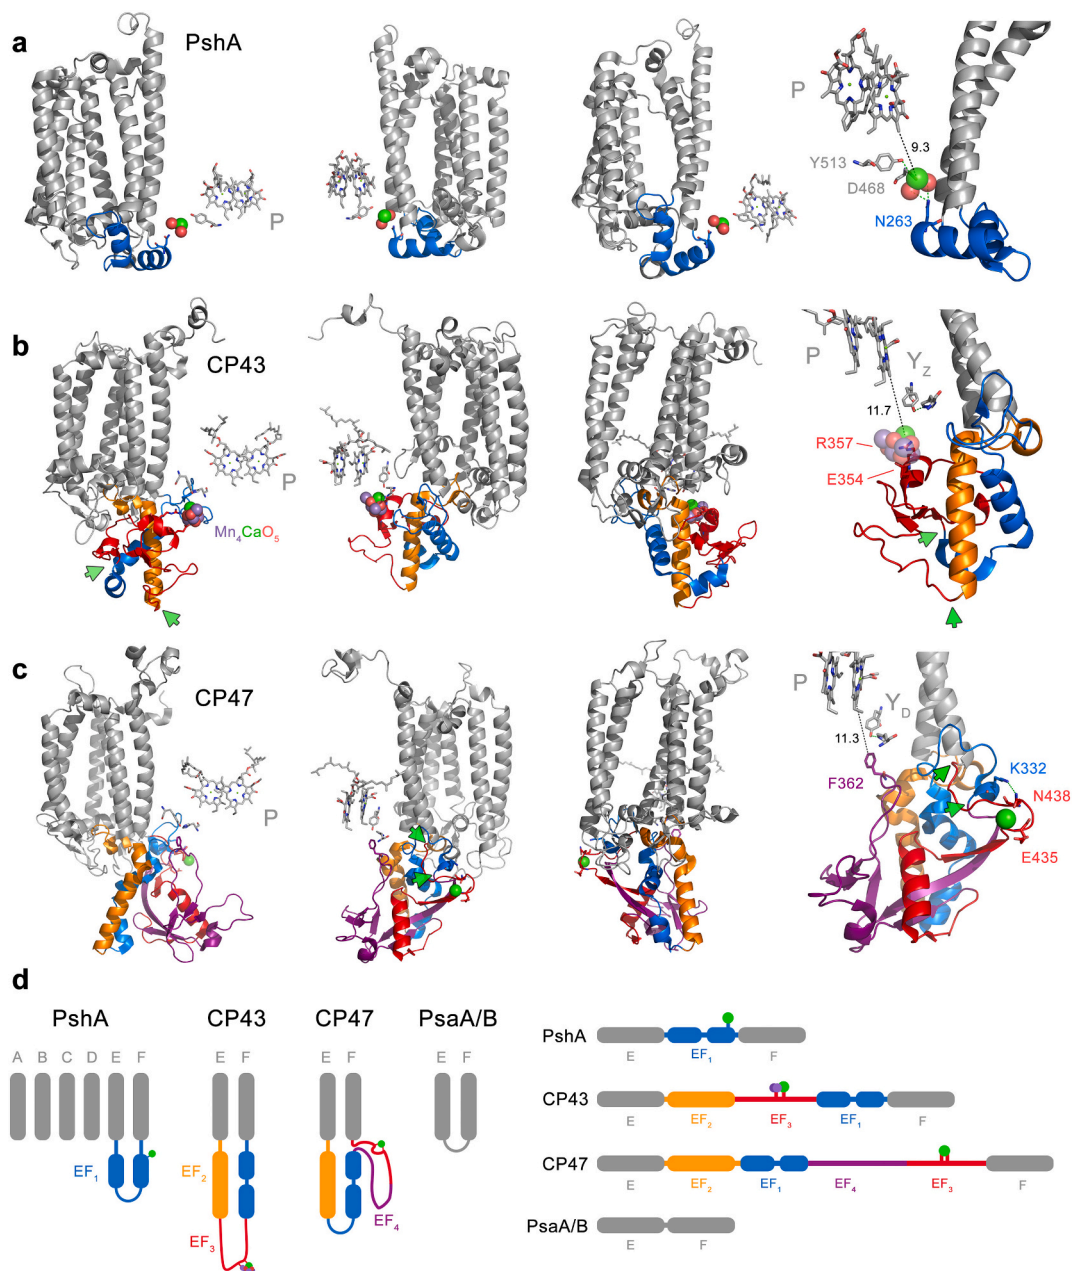 a
PshA
P
P
9.3
Y513
D468
N263
b
CP43
P
Mn4CaO5
P
YZ
11.7
R357
E354
c
CP47
P
P
YD
11.3
F362
K332
N438
E435
d
PshA
CP43
CP47
PsaA/B
A B C D E F
E F
E F
E F
EF1
EF2
EF3
EF4
PshA
E EF1 F
CP43
E EF2 EF3 EF1 F
CP47
E EF2 EF1 EF4 EF3 F
PsaA/B
E F